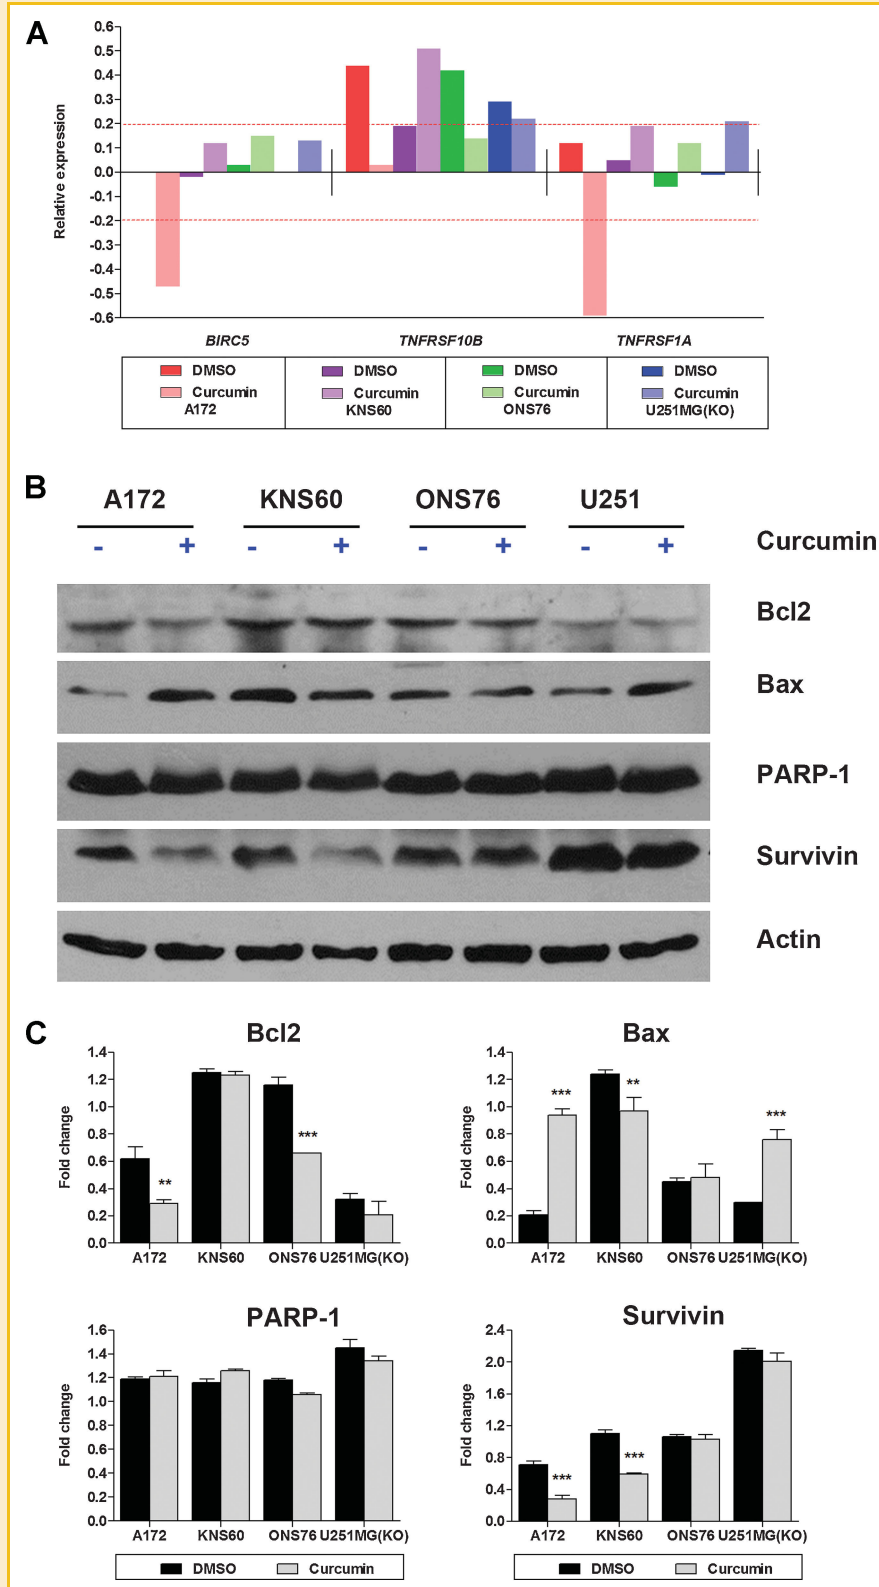 A
0.6
0.5
0.4
0.3
0.2
0.1
0.0
-0.1
-0.2
-0.3
-0.4
-0.5
-0.6
Relative expression
BIRC5 TNFRSF10B TNFRSF1A
DMSO DMSO DMSO DMSO
Curcumin Curcumin Curcumin Curcumin
A172 KNS60 ONS76 U251MG(KO)
B
A172 KNS60 ONS76 U251
- + - + - + - + Curcumin
Bcl2
Bax
PARP-1
Survivin
Actin
C
Bcl2
1.4
1.2
1.0
0.8
0.6
0.4
0.2
0.0
Fold change
**
***
A172 KNS60 ONS76 U251MG(KO)
Bax
1.4
1.2
1.0
0.8
0.6
0.4
0.2
0.0
Fold change
***
**
***
A172 KNS60 ONS76 U251MG(KO)
PARP-1
1.6
1.4
1.2
1.0
0.8
0.6
0.4
0.2
0.0
Fold change
A172 KNS60 ONS76 U251MG(KO)
DMSO Curcumin
Survivin
2.4
2.0
1.6
1.2
0.8
0.4
0.0
Fold change
***
***
A172 KNS60 ONS76 U251MG(KO)
DMSO Curcumin